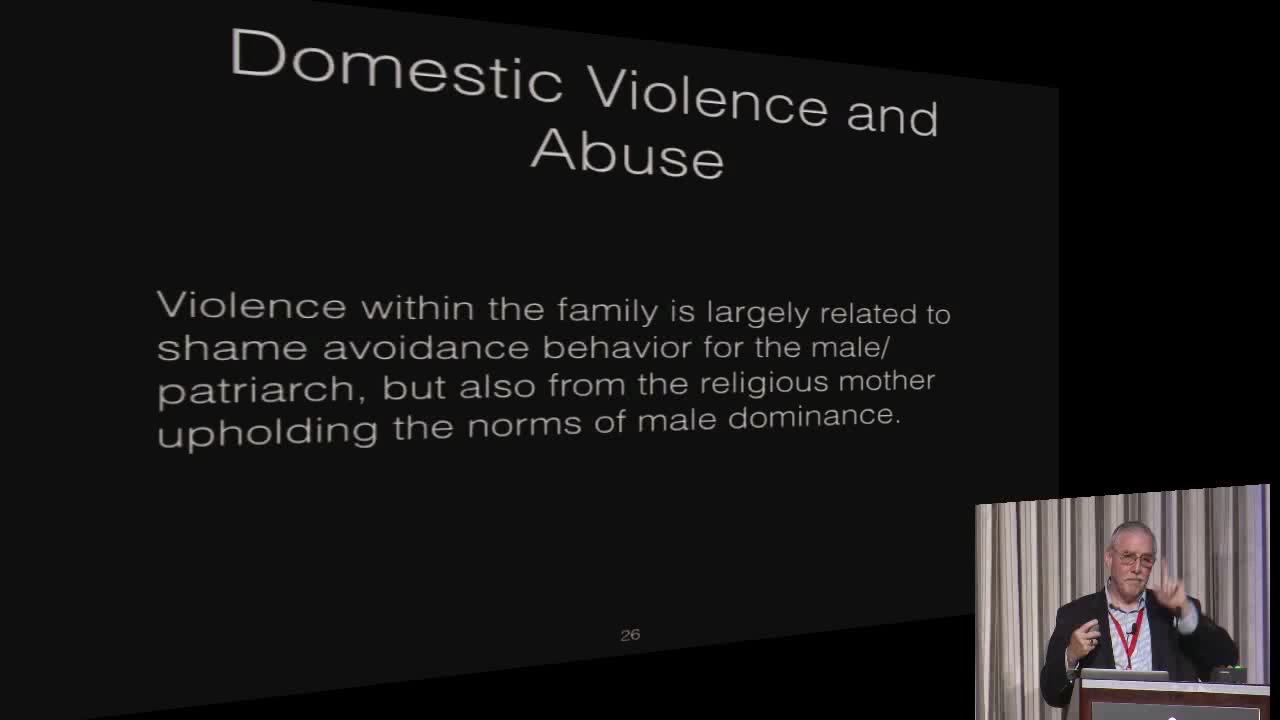 Domestic Violence and
Abuse
Violence within the family is largely related to
shame avoidance behavior for the male/
patriarch, but also from the religious mother
upholding the norms of male dominance.
26